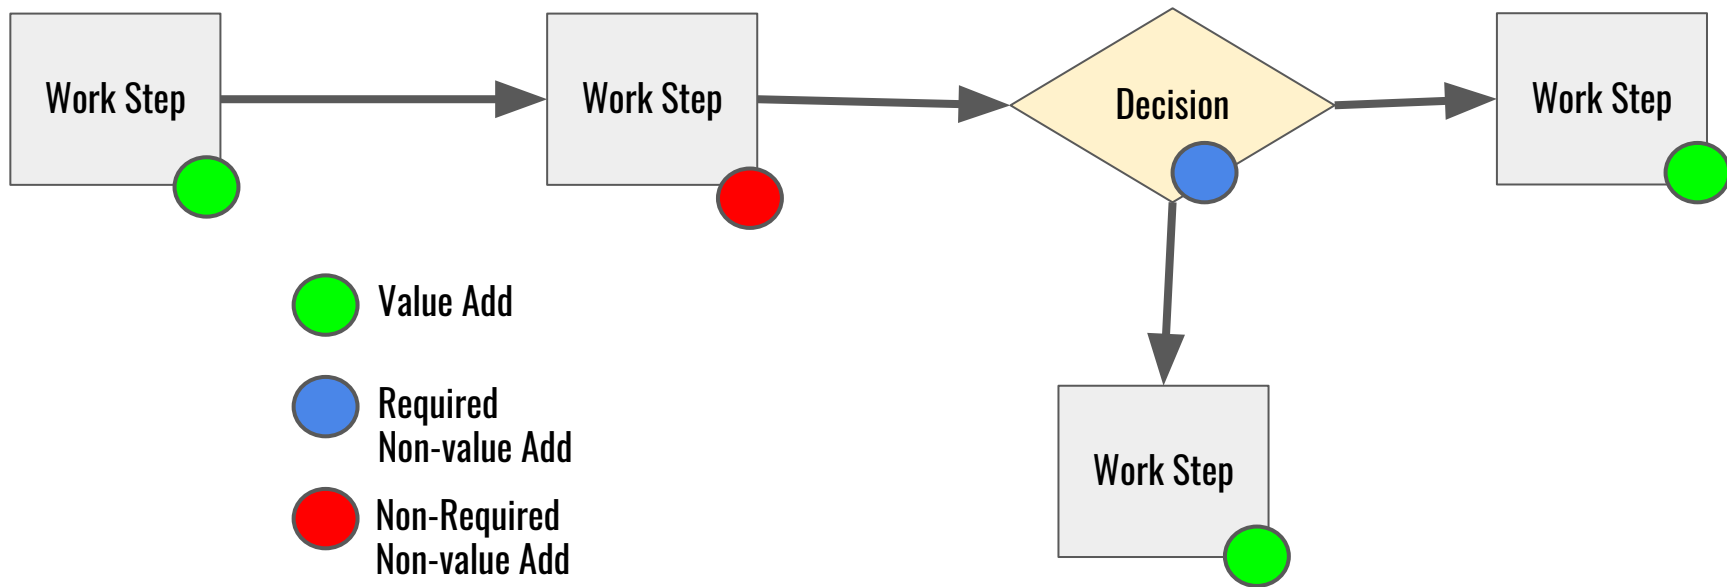 Work Step
Work Step
Decision
Work Step
Value Add
Required
Non-value Add
Work Step
Non-Required
Non-value Add